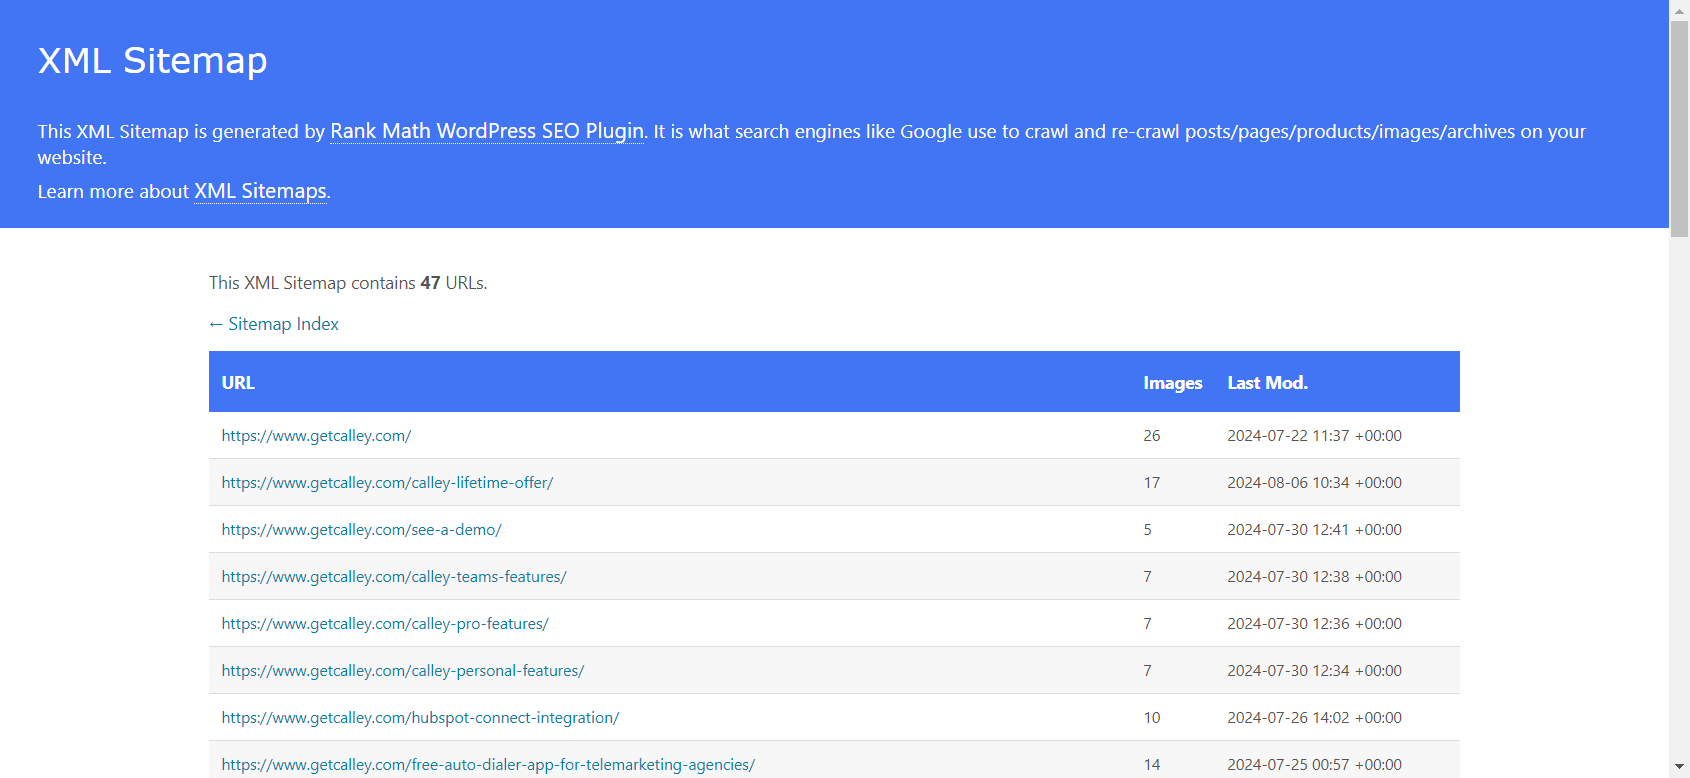 XML Sitemap
This XML Sitemap is generated by Rank Math WordPress SEO Plugin. It is what search engines like Google use to crawl and re-crawl posts/pages/products/images/archives on your
website.
Learn more about XML Sitemaps.
This XML Sitemap contains 47 URLs.
← Sitemap Index
URL Images Last Mod.
https://www.getcalley.com/ 26 2024-07-22 11:37 +00:00
https://www.getcalley.com/calley-lifetime-offer/ 17 2024-08-06 10:34 +00:00
https://www.getcalley.com/see-a-demo/ 5 2024-07-30 12:41 +00:00
https://www.getcalley.com/calley-teams-features/ 7 2024-07-30 12:38 +00:00
https://www.getcalley.com/calley-pro-features/ 7 2024-07-30 12:36 +00:00
https://www.getcalley.com/calley-personal-features/ 7 2024-07-30 12:34 +00:00
https://www.getcalley.com/hubspot-connect-integration/ 10 2024-07-26 14:02 +00:00
https://www.getcalley.com/free-auto-dialer-app-for-telemarketing-agencies/ 14 2024-07-25 00:57 +00:00